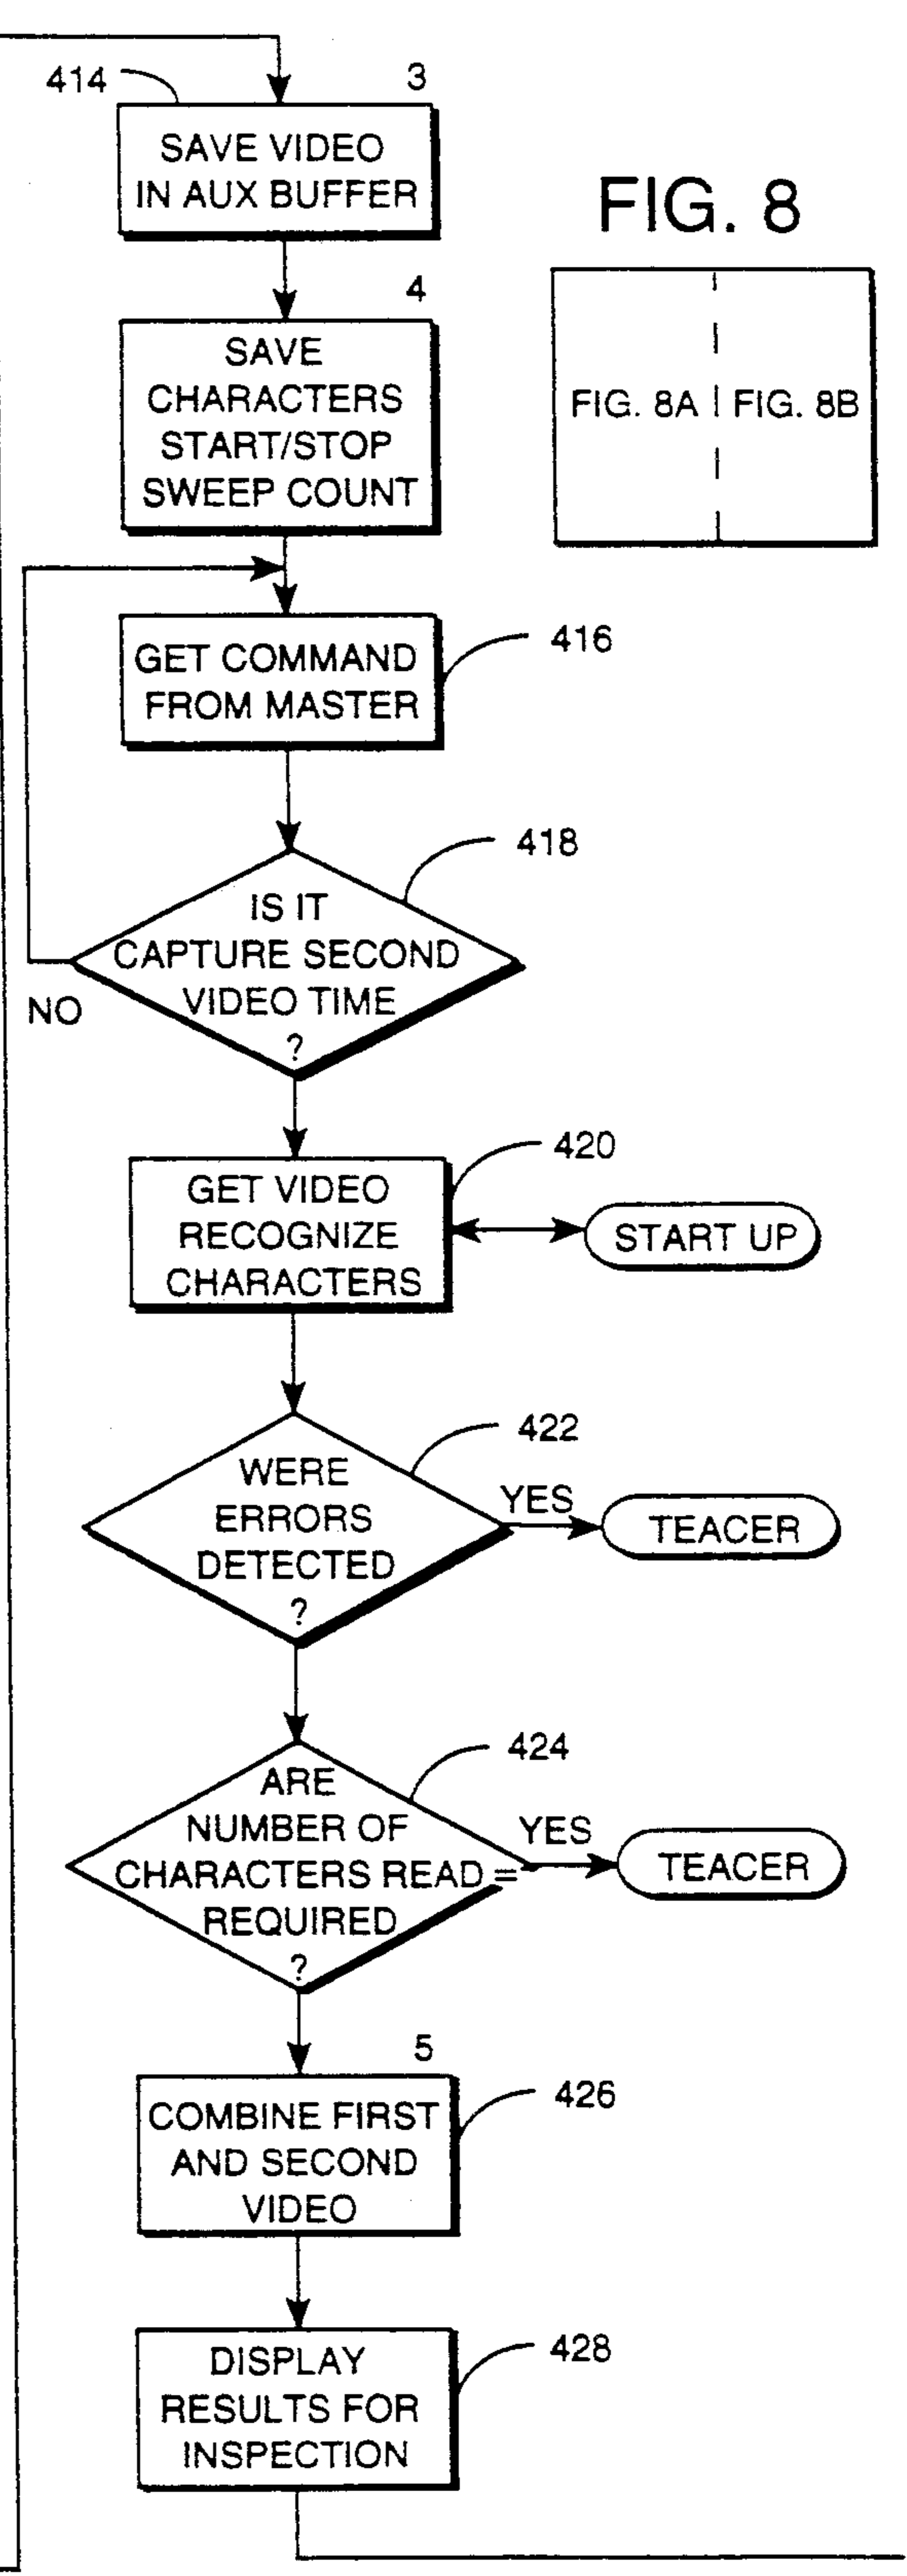 414
3
SAVE VIDEO
IN AUX BUFFER
FIG. 8
FIG. 8A
FIG. 8B
4
SAVE
CHARACTERS
START/STOP
SWEEP COUNT
GET COMMAND
FROM MASTER
416
418
IS IT
CAPTURE SECOND
VIDEO TIME
?
NO
420
GET VIDEO
RECOGNIZE
CHARACTERS
START UP
422
WERE
ERRORS
DETECTED
?
YES
TEACER
424
ARE
NUMBER OF
CHARACTERS READ =
REQUIRED
?
YES
TEACER
5
426
COMBINE FIRST
AND SECOND
VIDEO
428
DISPLAY
RESULTS FOR
INSPECTION